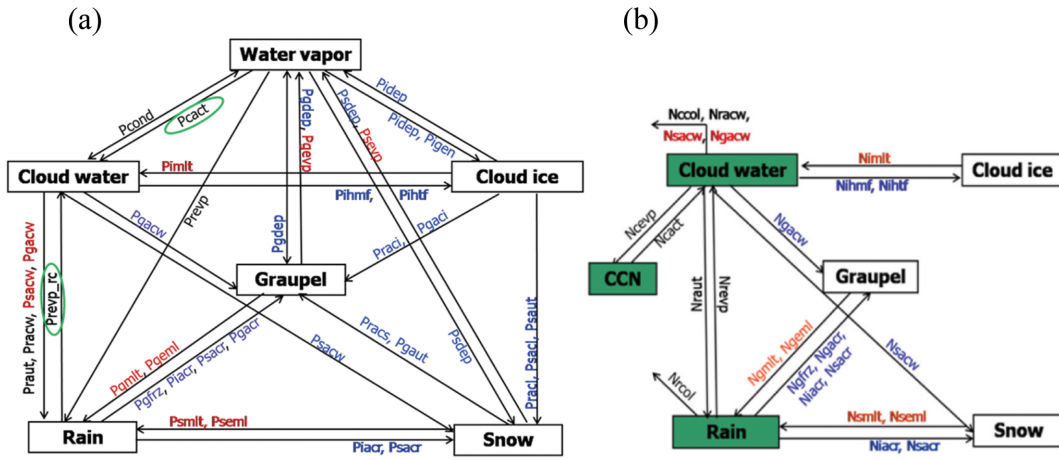 (a)
Water vapor
Pcond
Pcact
Pidep
Pidep, Pigen
Psdep, Psevp
Pgdep, Pgevp
Cloud water
Pimlt
Pihmf, Pihtf
Cloud ice
Prevp
Pgacw
Pgdep
Praci, Pgaci
Graupel
Praut, Pracw, Psacw, Pgacw
Prevp_rc
Psacw
Pracs, Pgaut
Psdep
Praci, Psaci, Psaut
Pgmlt, Pgeml
Pgfrz, Piacr, Psacr, Pgacr
Rain
Psmlt, Pseml
Piacr, Psacr
Snow
(b)
Nccol, Nracw,
Nsacw, Ngacw
Cloud water
Nimlt
Nihmf, Nihtf
Cloud ice
Ncevp
Ncact
Ngacw
CCN
Graupel
Nraut
Nrevp
Nsacw
Ngmlt, Ngeml
Ngfrz, Ngacr,
Niacr, Nsacr
Nrcol
Rain
Nsmlt, Nseml
Niacr, Nsacr
Snow